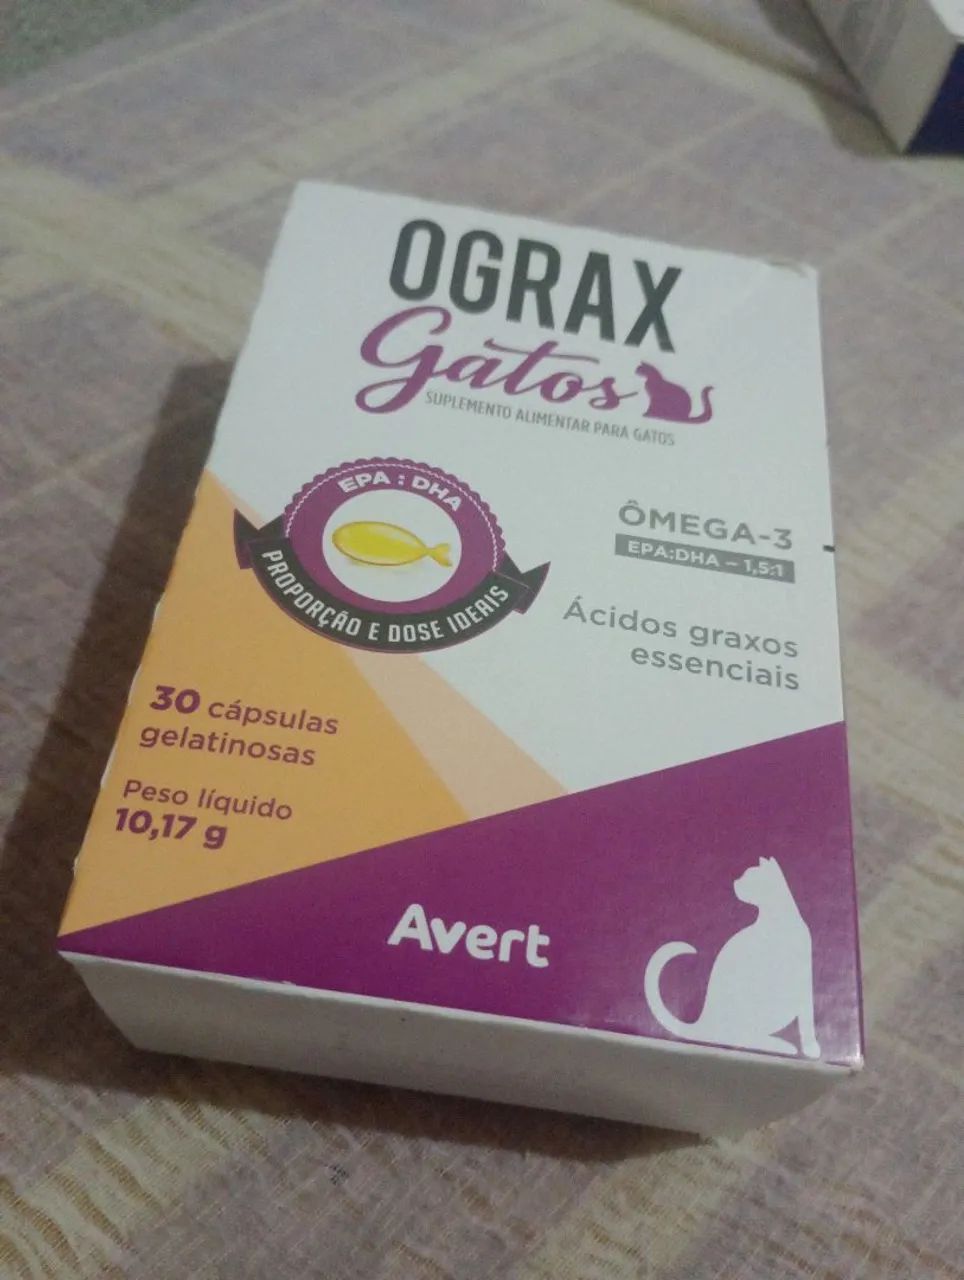 OGRAX
Gatos
SUPLEMENTO ALIMENTAR PARA GATOS
EPA : DHA
PROPORÇÃO E DOSE IDEAIS
ÔMEGA-3
EPA:DHA – 1,5:1
Ácidos graxos
essenciais
30 cápsulas
gelatinosas
Peso líquido
10,17 g
Avert